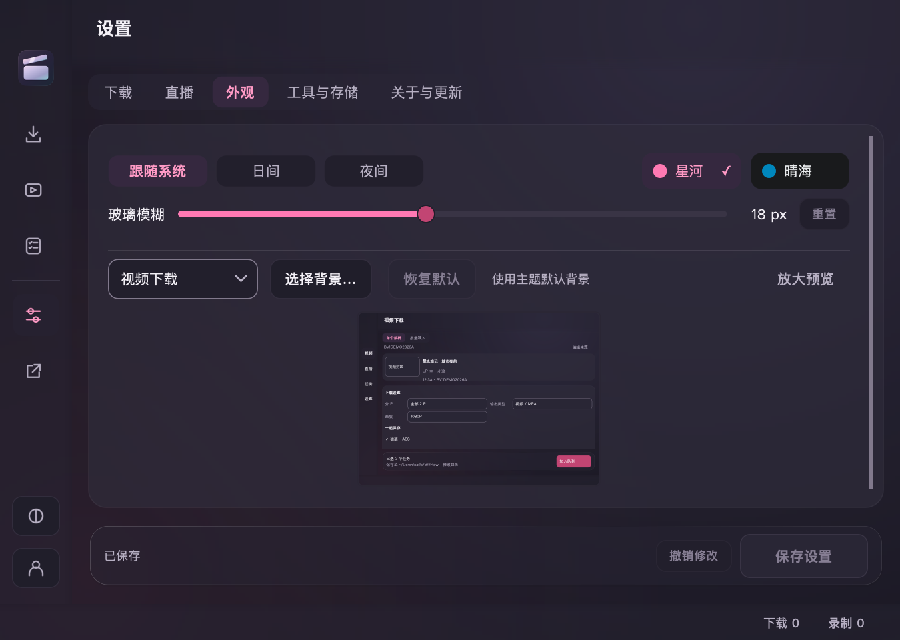 设置
下载 直播 外观 工具与存储 关于与更新
跟随系统 日间 夜间 星河 ✓ 晴海
玻璃模糊 18 px 重置
视频下载 选择背景... 恢复默认 使用主题默认背景 放大预览
视频下载
已保存 撤销修改 保存设置
下载 0 录制 0